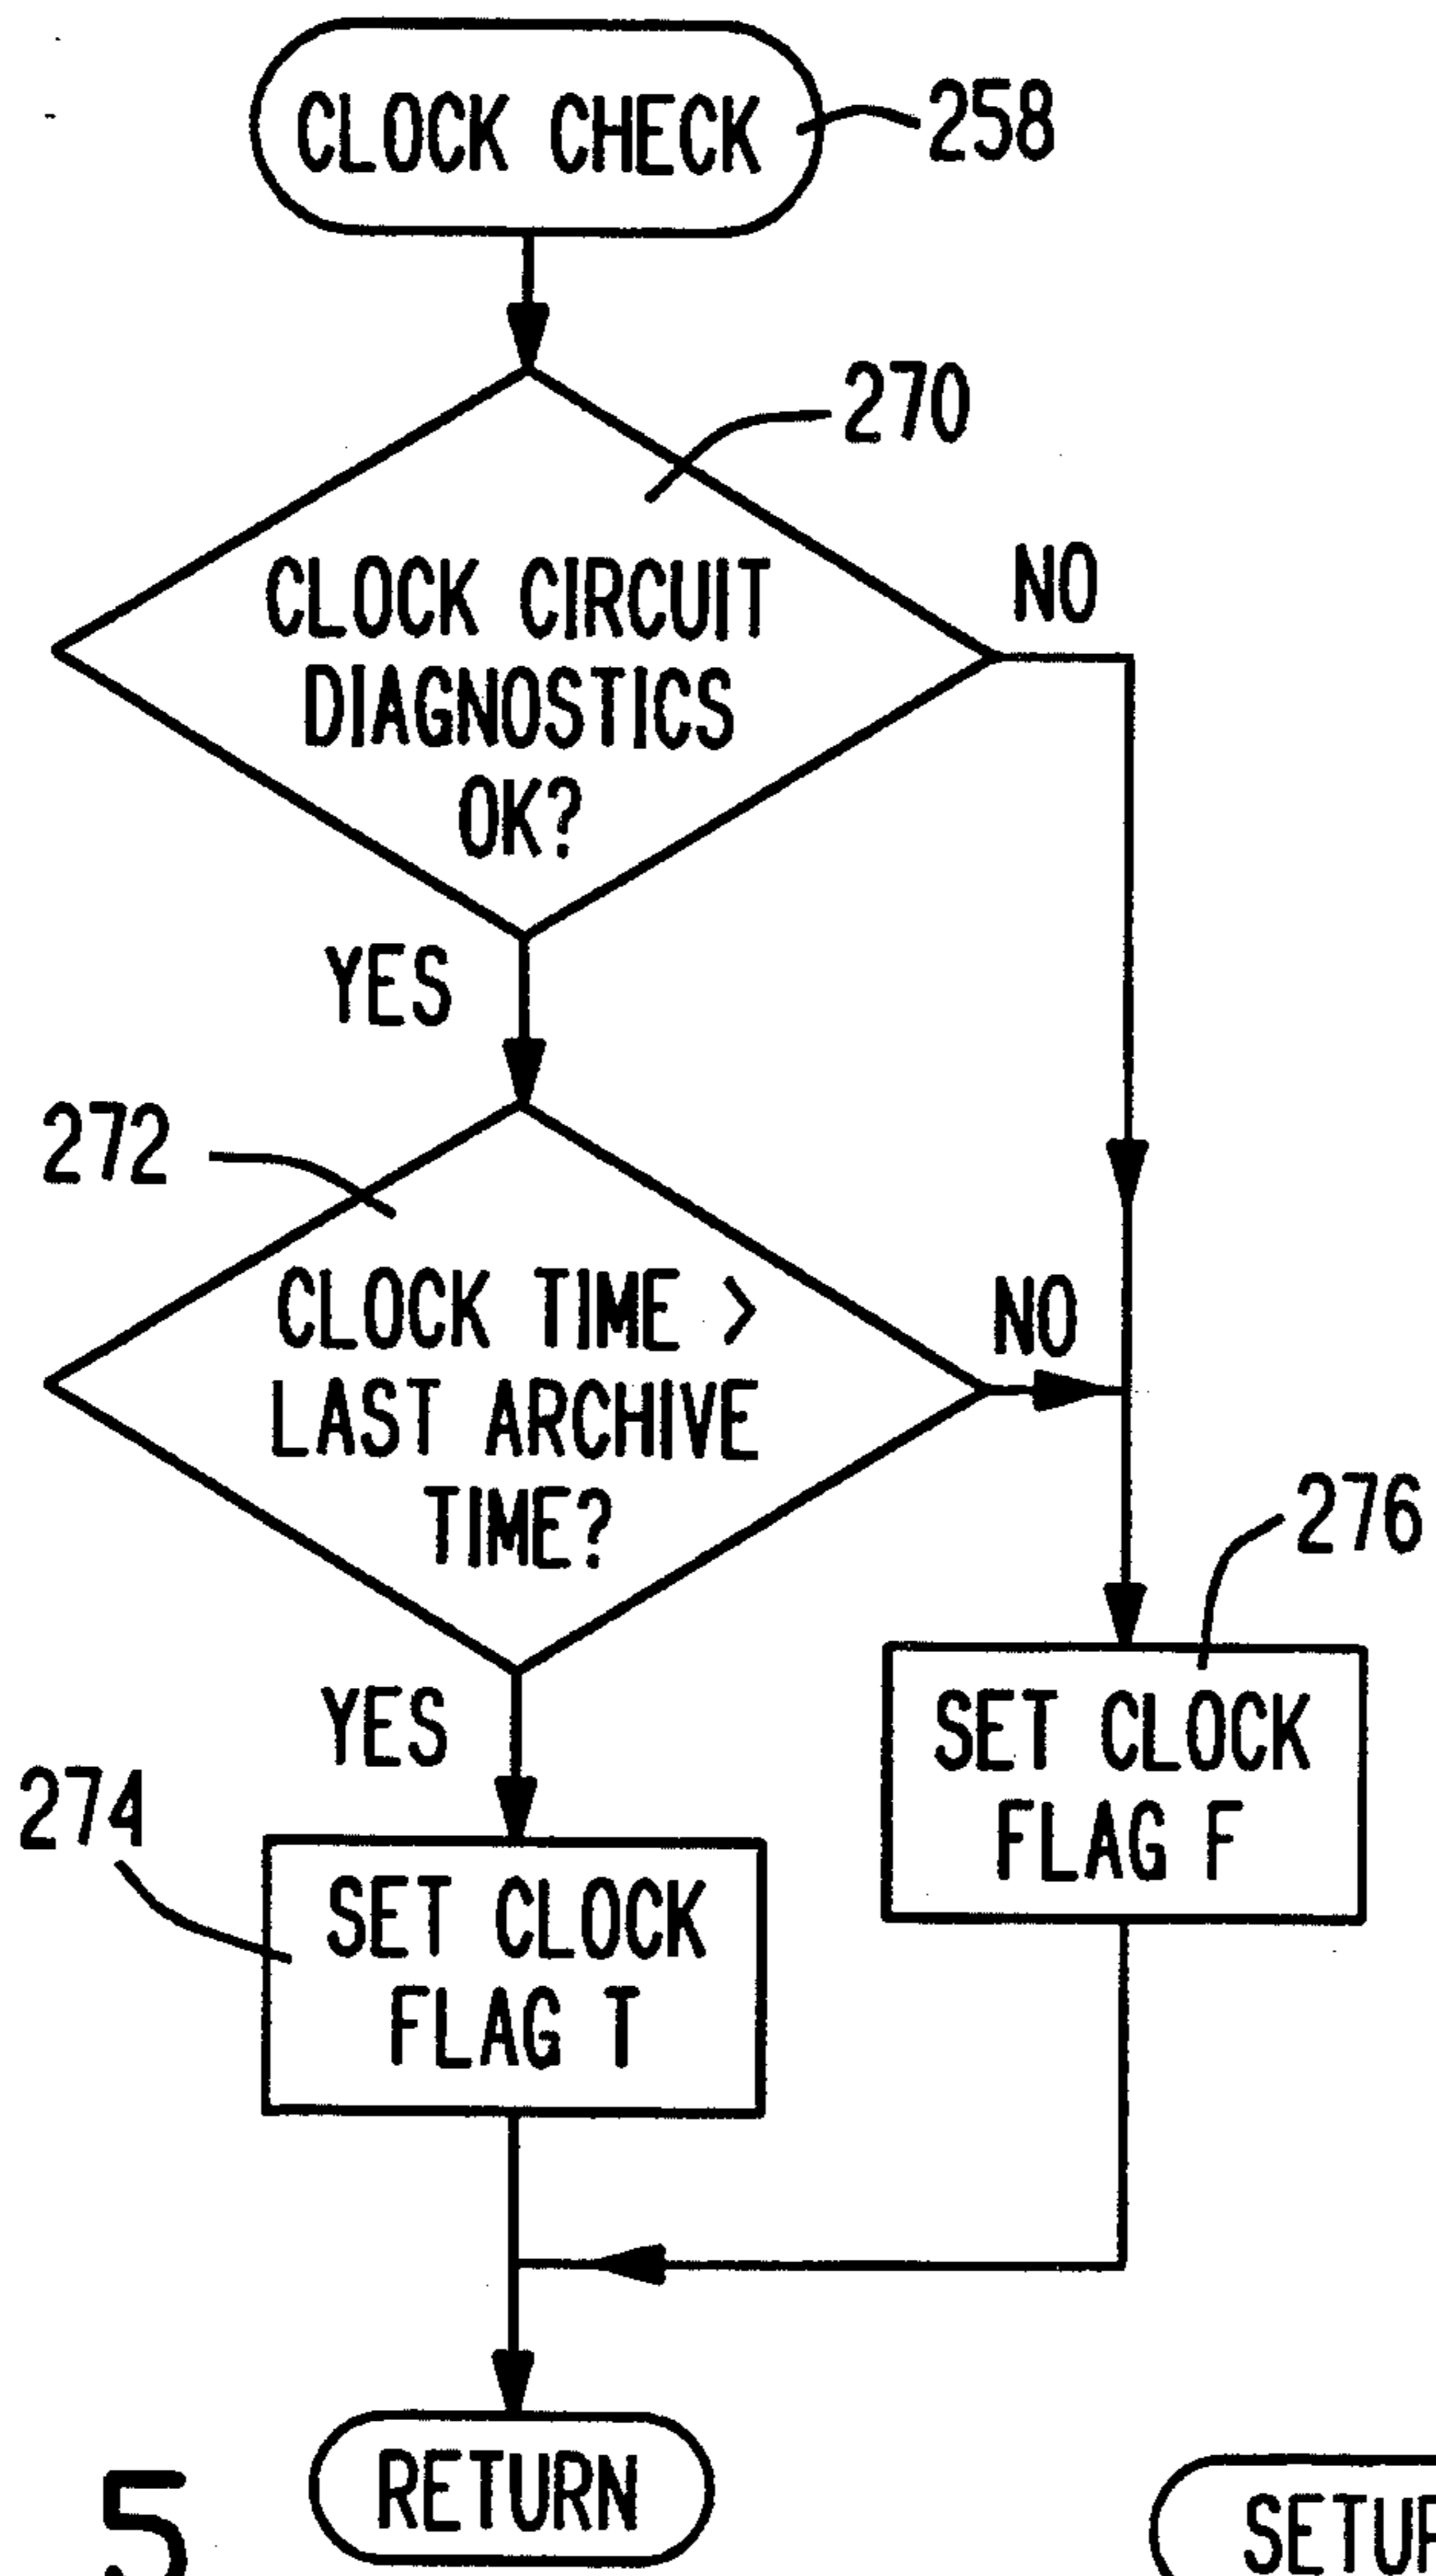 CLOCK CHECK
258
270
CLOCK CIRCUIT
DIAGNOSTICS
OK?
NO
YES
272
CLOCK TIME >
LAST ARCHIVE
TIME?
NO
276
YES
SET CLOCK
FLAG F
274
SET CLOCK
FLAG T
RETURN
5